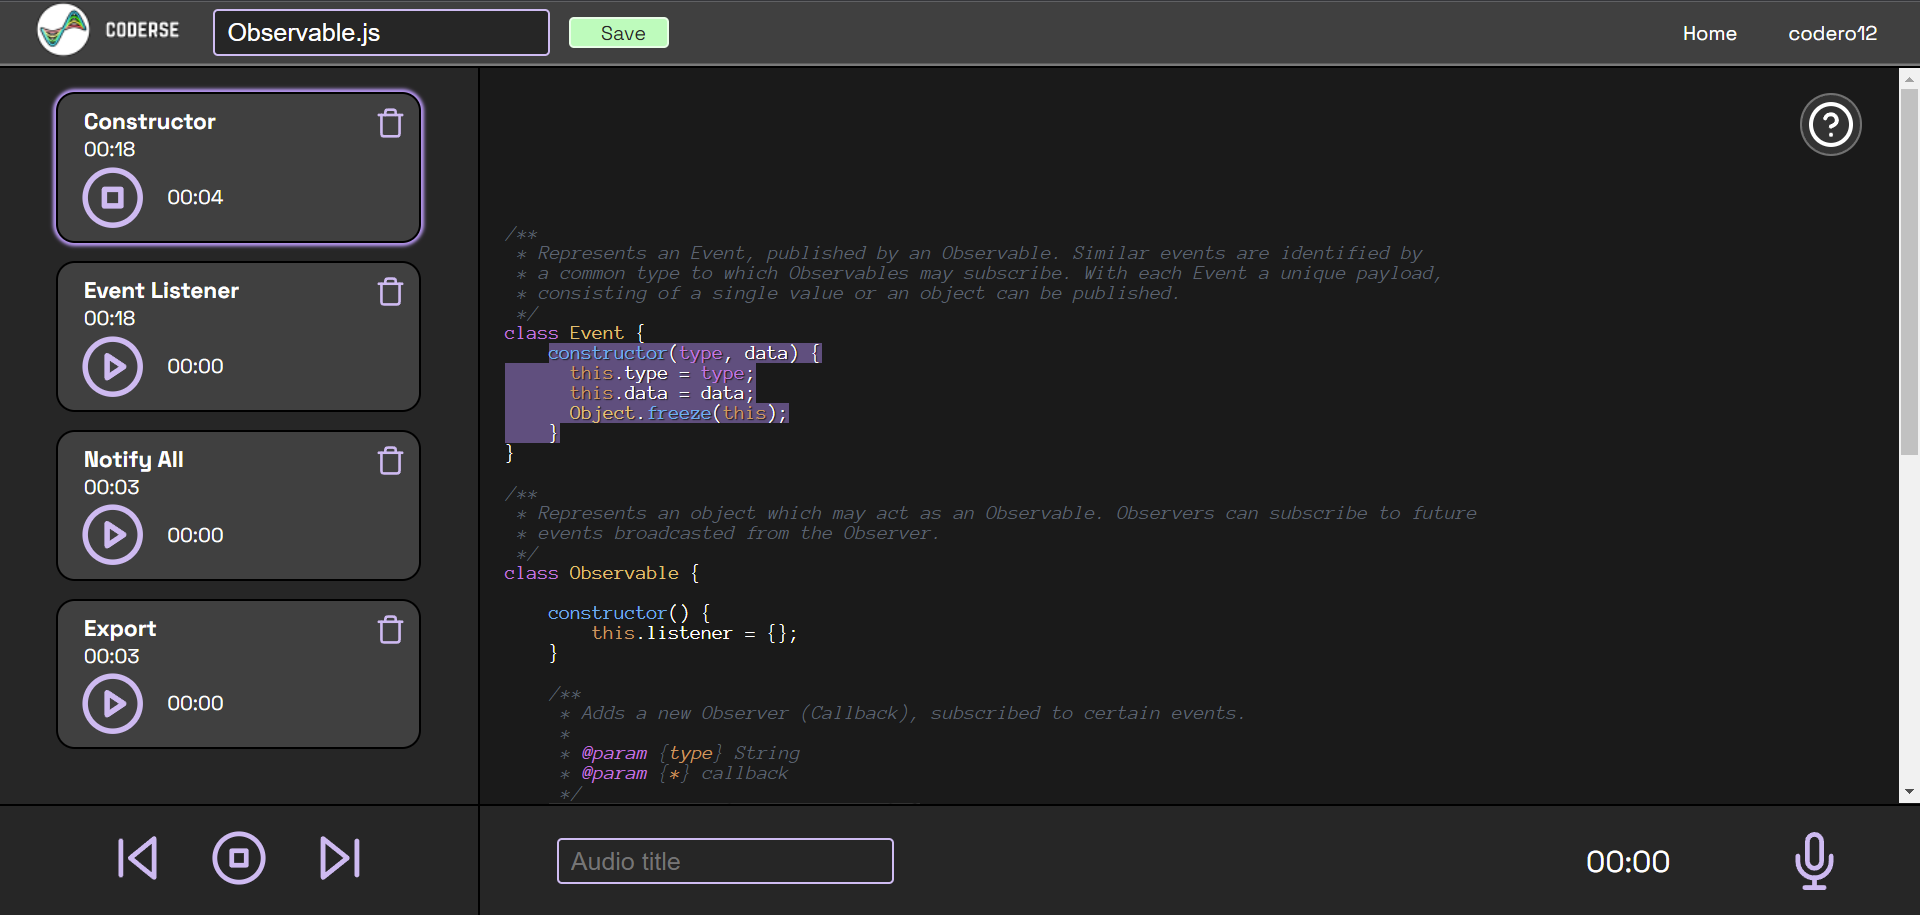 CODERSE
Observable.js
Save
Home
codero12
Constructor
00:18
00:04
Event Listener
00:18
00:00
Notify All
00:03
00:00
Export
00:03
00:00
?
/**
 * Represents an Event, published by an Observable. Similar events are identified by
 * a common type to which Observables may subscribe. With each Event a unique payload,
 * consisting of a single value or an object can be published.
 */
class Event {
    constructor(type, data) {
      this.type = type;
      this.data = data;
      Object.freeze(this);
    }
}
/**
 * Represents an object which may act as an Observable. Observers can subscribe to future
 * events broadcasted from the Observer.
 */
class Observable {
    constructor() {
        this.listener = {};
    }
    /**
     * Adds a new Observer (Callback), subscribed to certain events.
     *
     * @param {type} String
     * @param {*} callback
     */
Audio title
00:00